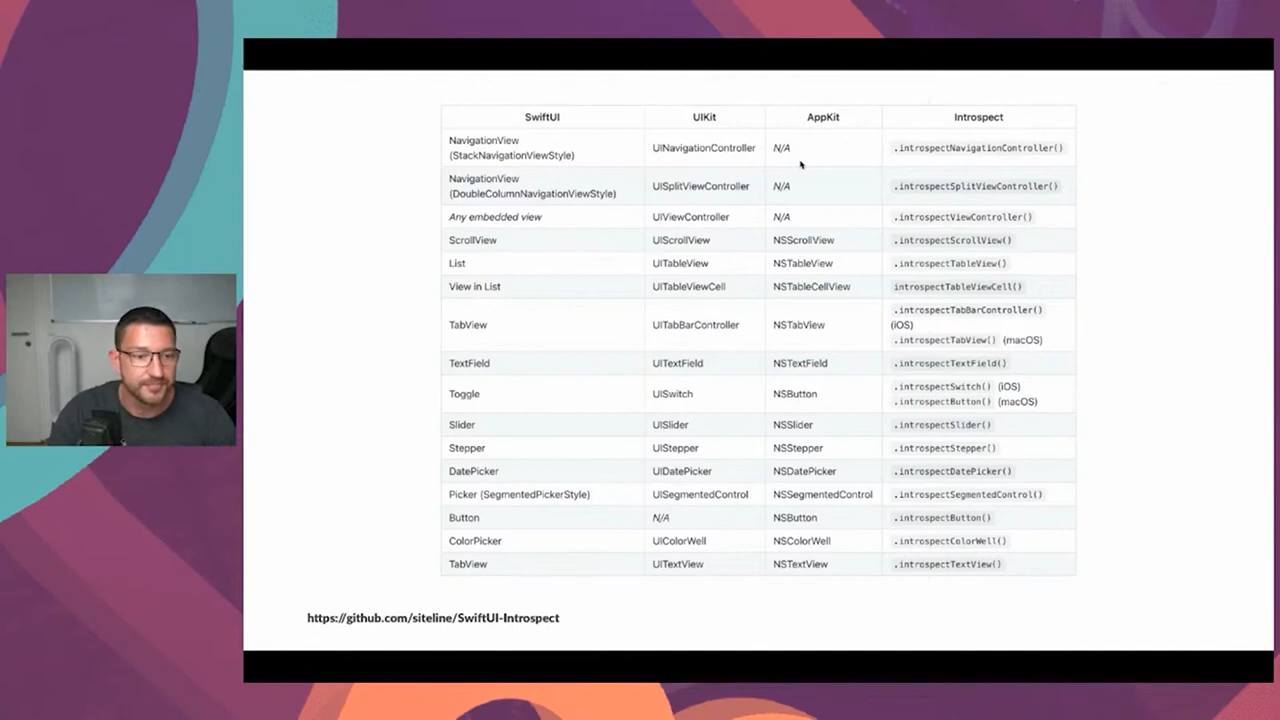 SwiftUI UIKit AppKit Introspect
NavigationView
(StackNavigationViewStyle) UINavigationController N/A .introspectNavigationController()
NavigationView
(DoubleColumnNavigationViewStyle) UISplitViewController N/A .introspectSplitViewController()
Any embedded view UIViewController N/A .introspectViewController()
ScrollView UIScrollView NSScrollView .introspectScrollView()
List UITableView NSTableView .introspectTableView()
View in List UITableViewCell NSTableCellView introspectTableViewCell()
TabView UITabBarController NSTabView .introspectTabBarController()
(iOS)
.introspectTabView() (macOS)
TextField UITextField NSTextField .introspectTextField()
Toggle UISwitch NSButton .introspectSwitch() (iOS)
.introspectButton() (macOS)
Slider UISlider NSSlider .introspectSlider()
Stepper UIStepper NSStepper .introspectStepper()
DatePicker UIDatePicker NSDatePicker .introspectDatePicker()
Picker (SegmentedPickerStyle) UISegmentedControl NSSegmentedControl .introspectSegmentedControl()
Button N/A NSButton .introspectButton()
ColorPicker UIColorWell NSColorWell .introspectColorWell()
TabView UITextView NSTextView .introspectTextView()
https://github.com/siteline/SwiftUI-Introspect